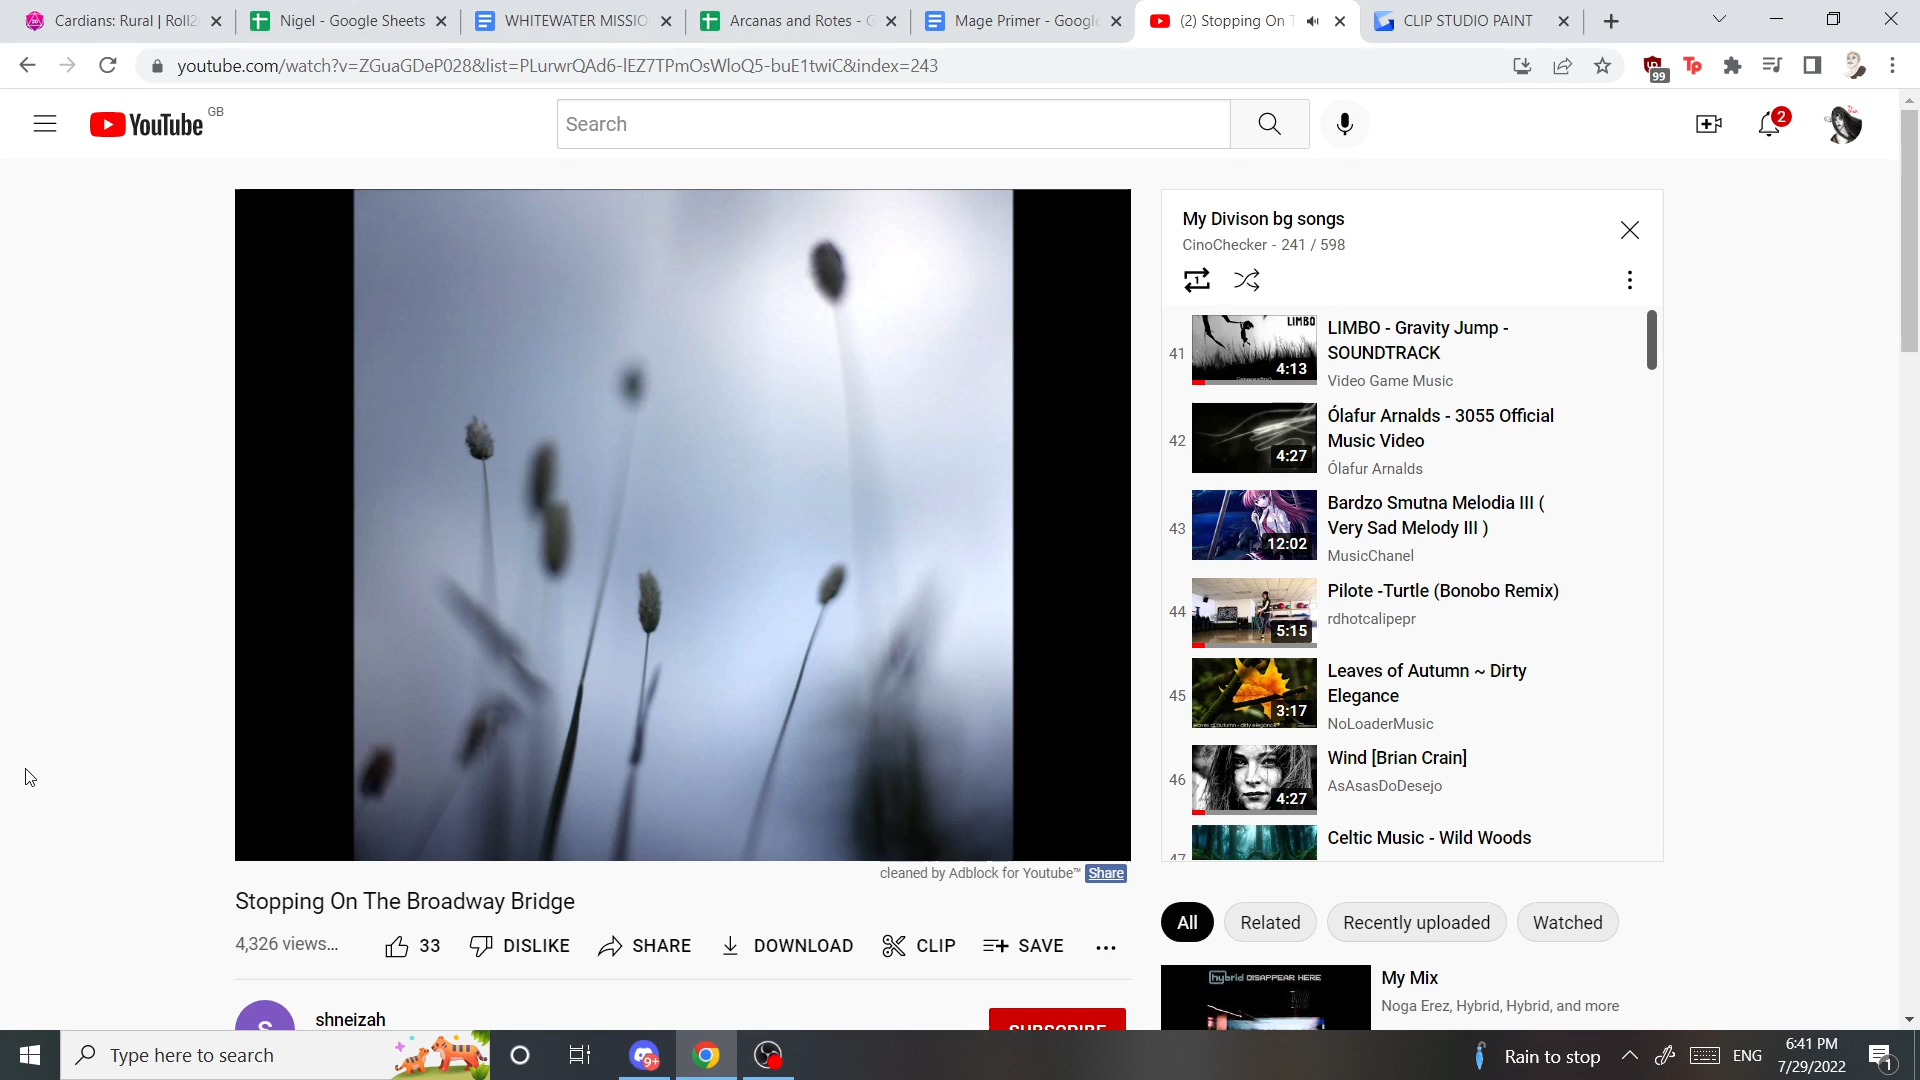 Cardians: Rural | Roll2
Nigel - Google Sheets
WHITEWATER MISSIO
Arcanas and Rotes - G
Mage Primer - Google
(2) Stopping On T
CLIP STUDIO PAINT
youtube.com/watch?v=ZGuaGDeP028&list=PLurwrQAd6-lEZ7TPmOsWloQ5-buE1twiC&index=243
99
Tp
YouTube GB
Search
2
My Divison bg songs
CinoChecker - 241 / 598
41
LIMBO
4:13
LIMBO - Gravity Jump -
SOUNDTRACK
Video Game Music
42
4:27
Ólafur Arnalds - 3055 Official
Music Video
Ólafur Arnalds
43
12:02
Bardzo Smutna Melodia III (
Very Sad Melody III )
MusicChanel
44
5:15
Pilote -Turtle (Bonobo Remix)
rdhotcalipepr
45
3:17
Leaves of Autumn ~ Dirty
Elegance
NoLoaderMusic
46
4:27
Wind [Brian Crain]
AsAsasDoDesejo
47
Celtic Music - Wild Woods
cleaned by Adblock for Youtube™ Share
Stopping On The Broadway Bridge
4,326 views...
33
DISLIKE
SHARE
DOWNLOAD
CLIP
SAVE
shneizah
SUBSCRIBE
All
Related
Recently uploaded
Watched
hybrid DISAPPEAR HERE
My Mix
Noga Erez, Hybrid, Hybrid, and more
Type here to search
9+
Rain to stop
ENG
6:41 PM
7/29/2022
1